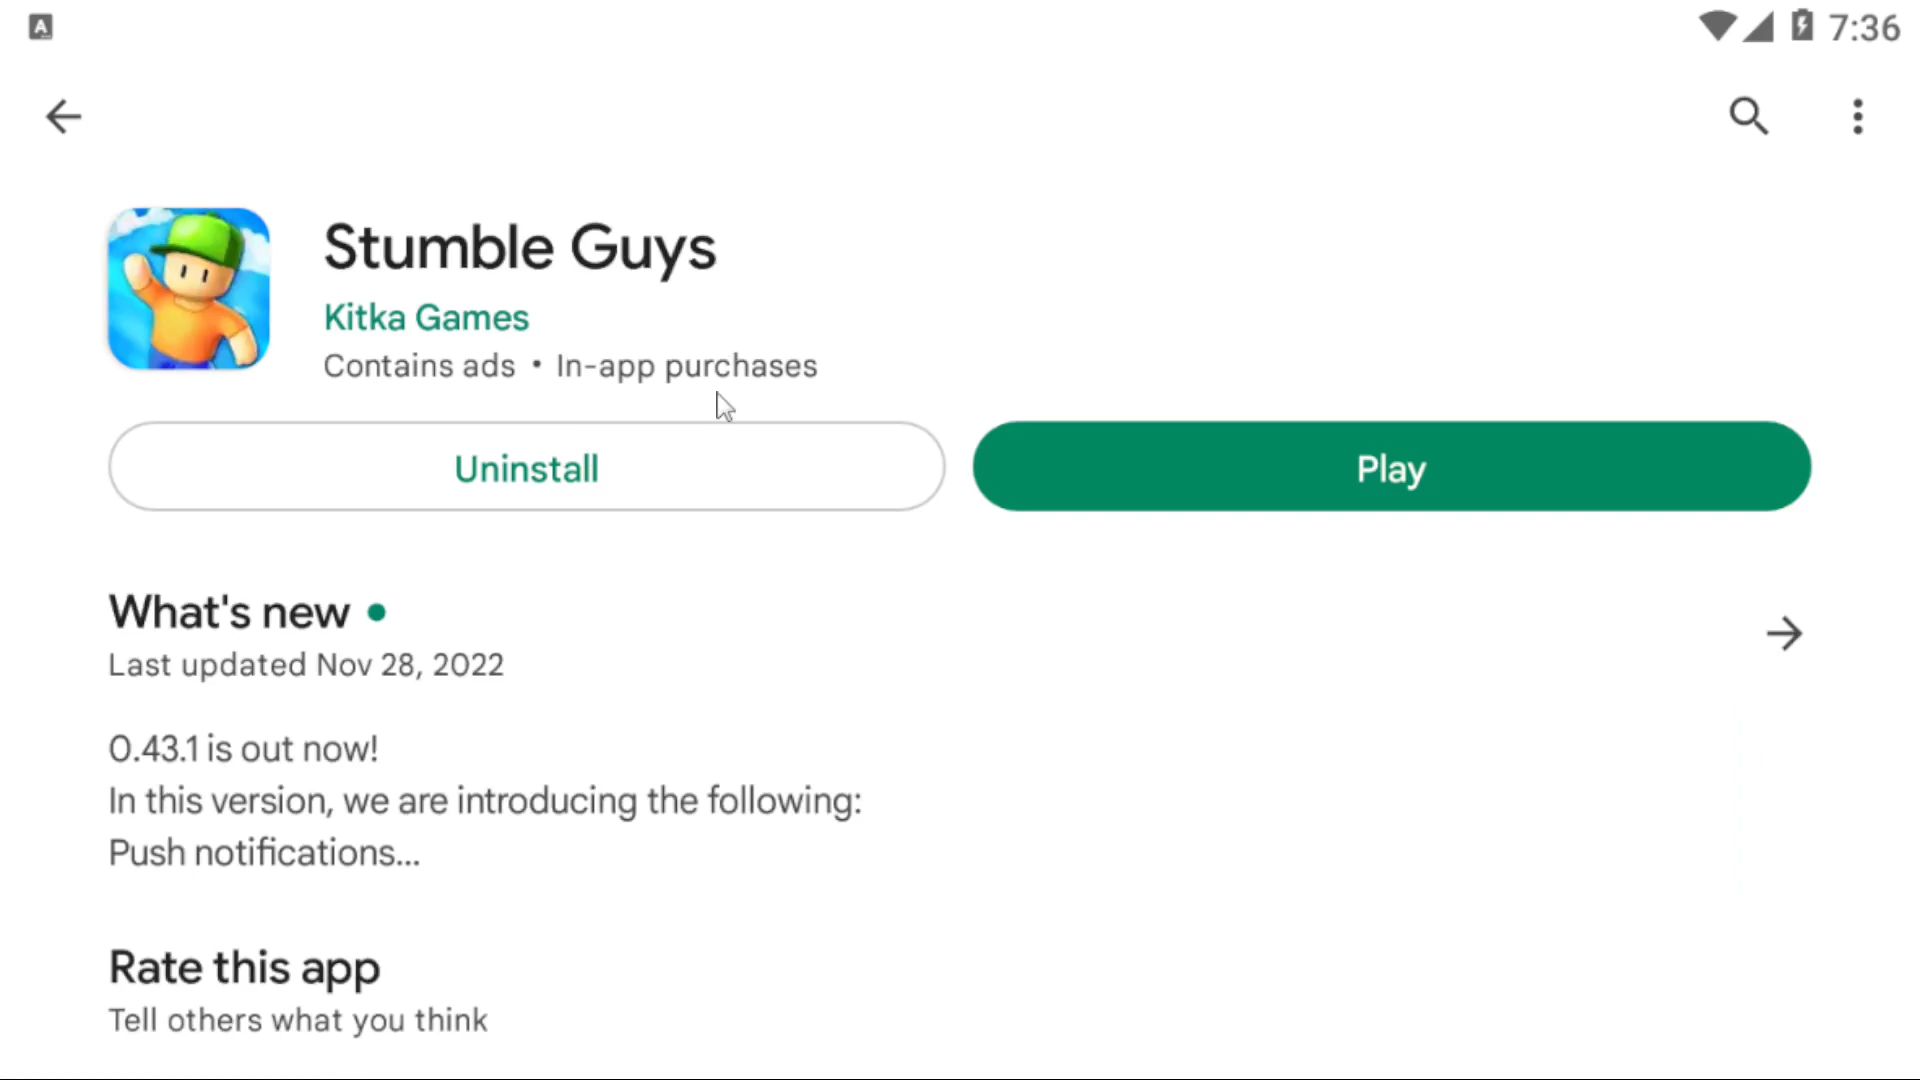 A
7:36
Stumble Guys
Kitka Games
Contains ads • In-app purchases
Uninstall
Play
What's new
Last updated Nov 28, 2022
0.43.1 is out now!
In this version, we are introducing the following:
Push notifications...
Rate this app
Tell others what you think